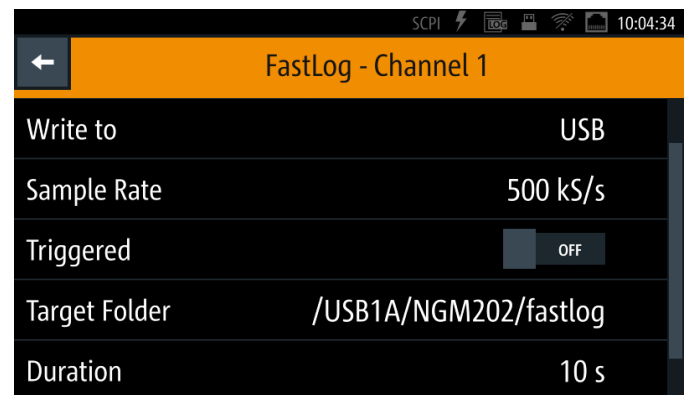 SCPI LOG 10:04:34
FastLog - Channel 1
Write to USB
Sample Rate 500 kS/s
Triggered OFF
Target Folder /USB1A/NGM202/fastlog
Duration 10 s